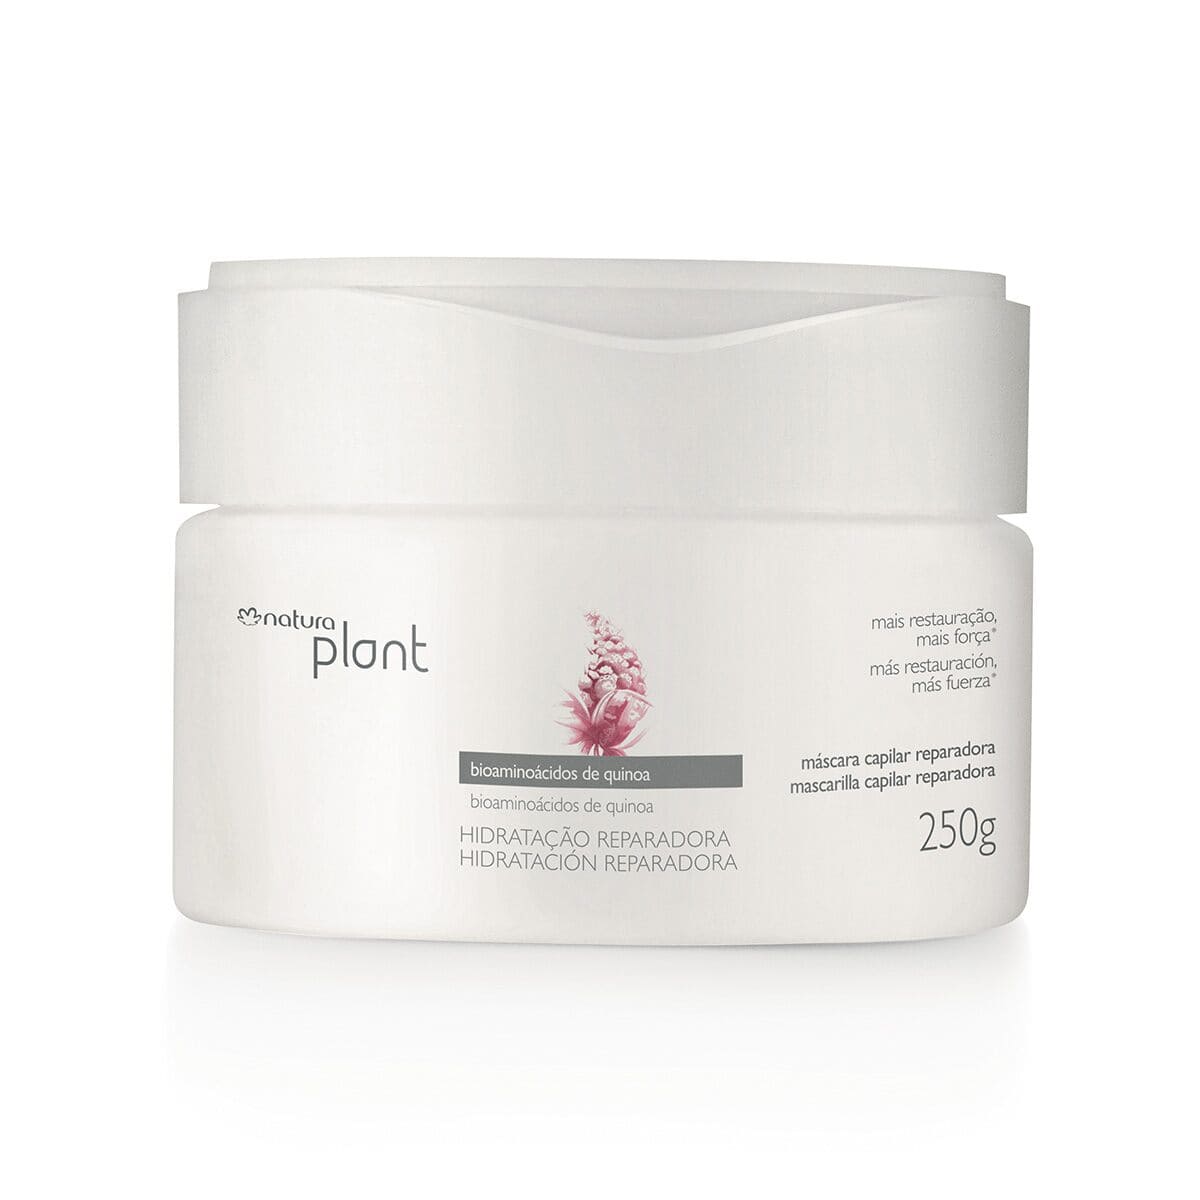 natura
plant
mais restauração,
mais força*
más restauración,
más fuerza*
bioaminoácidos de quinoa
bioaminoácidos de quinoa
HIDRATAÇÃO REPARADORA
HIDRATACIÓN REPARADORA
máscara capilar reparadora
mascarilla capilar reparadora
250g